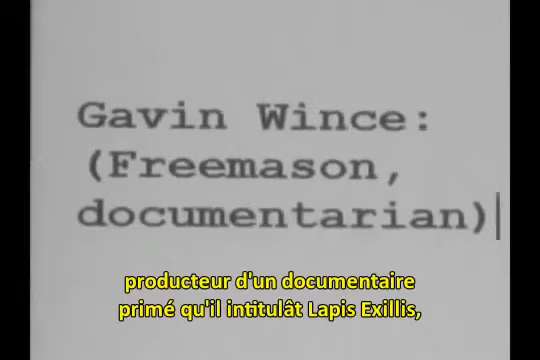 Gavin Wince:
(Freemason,
documentarian)
producteur d'un documentaire
primé qu'il intitulât Lapis Exillis,